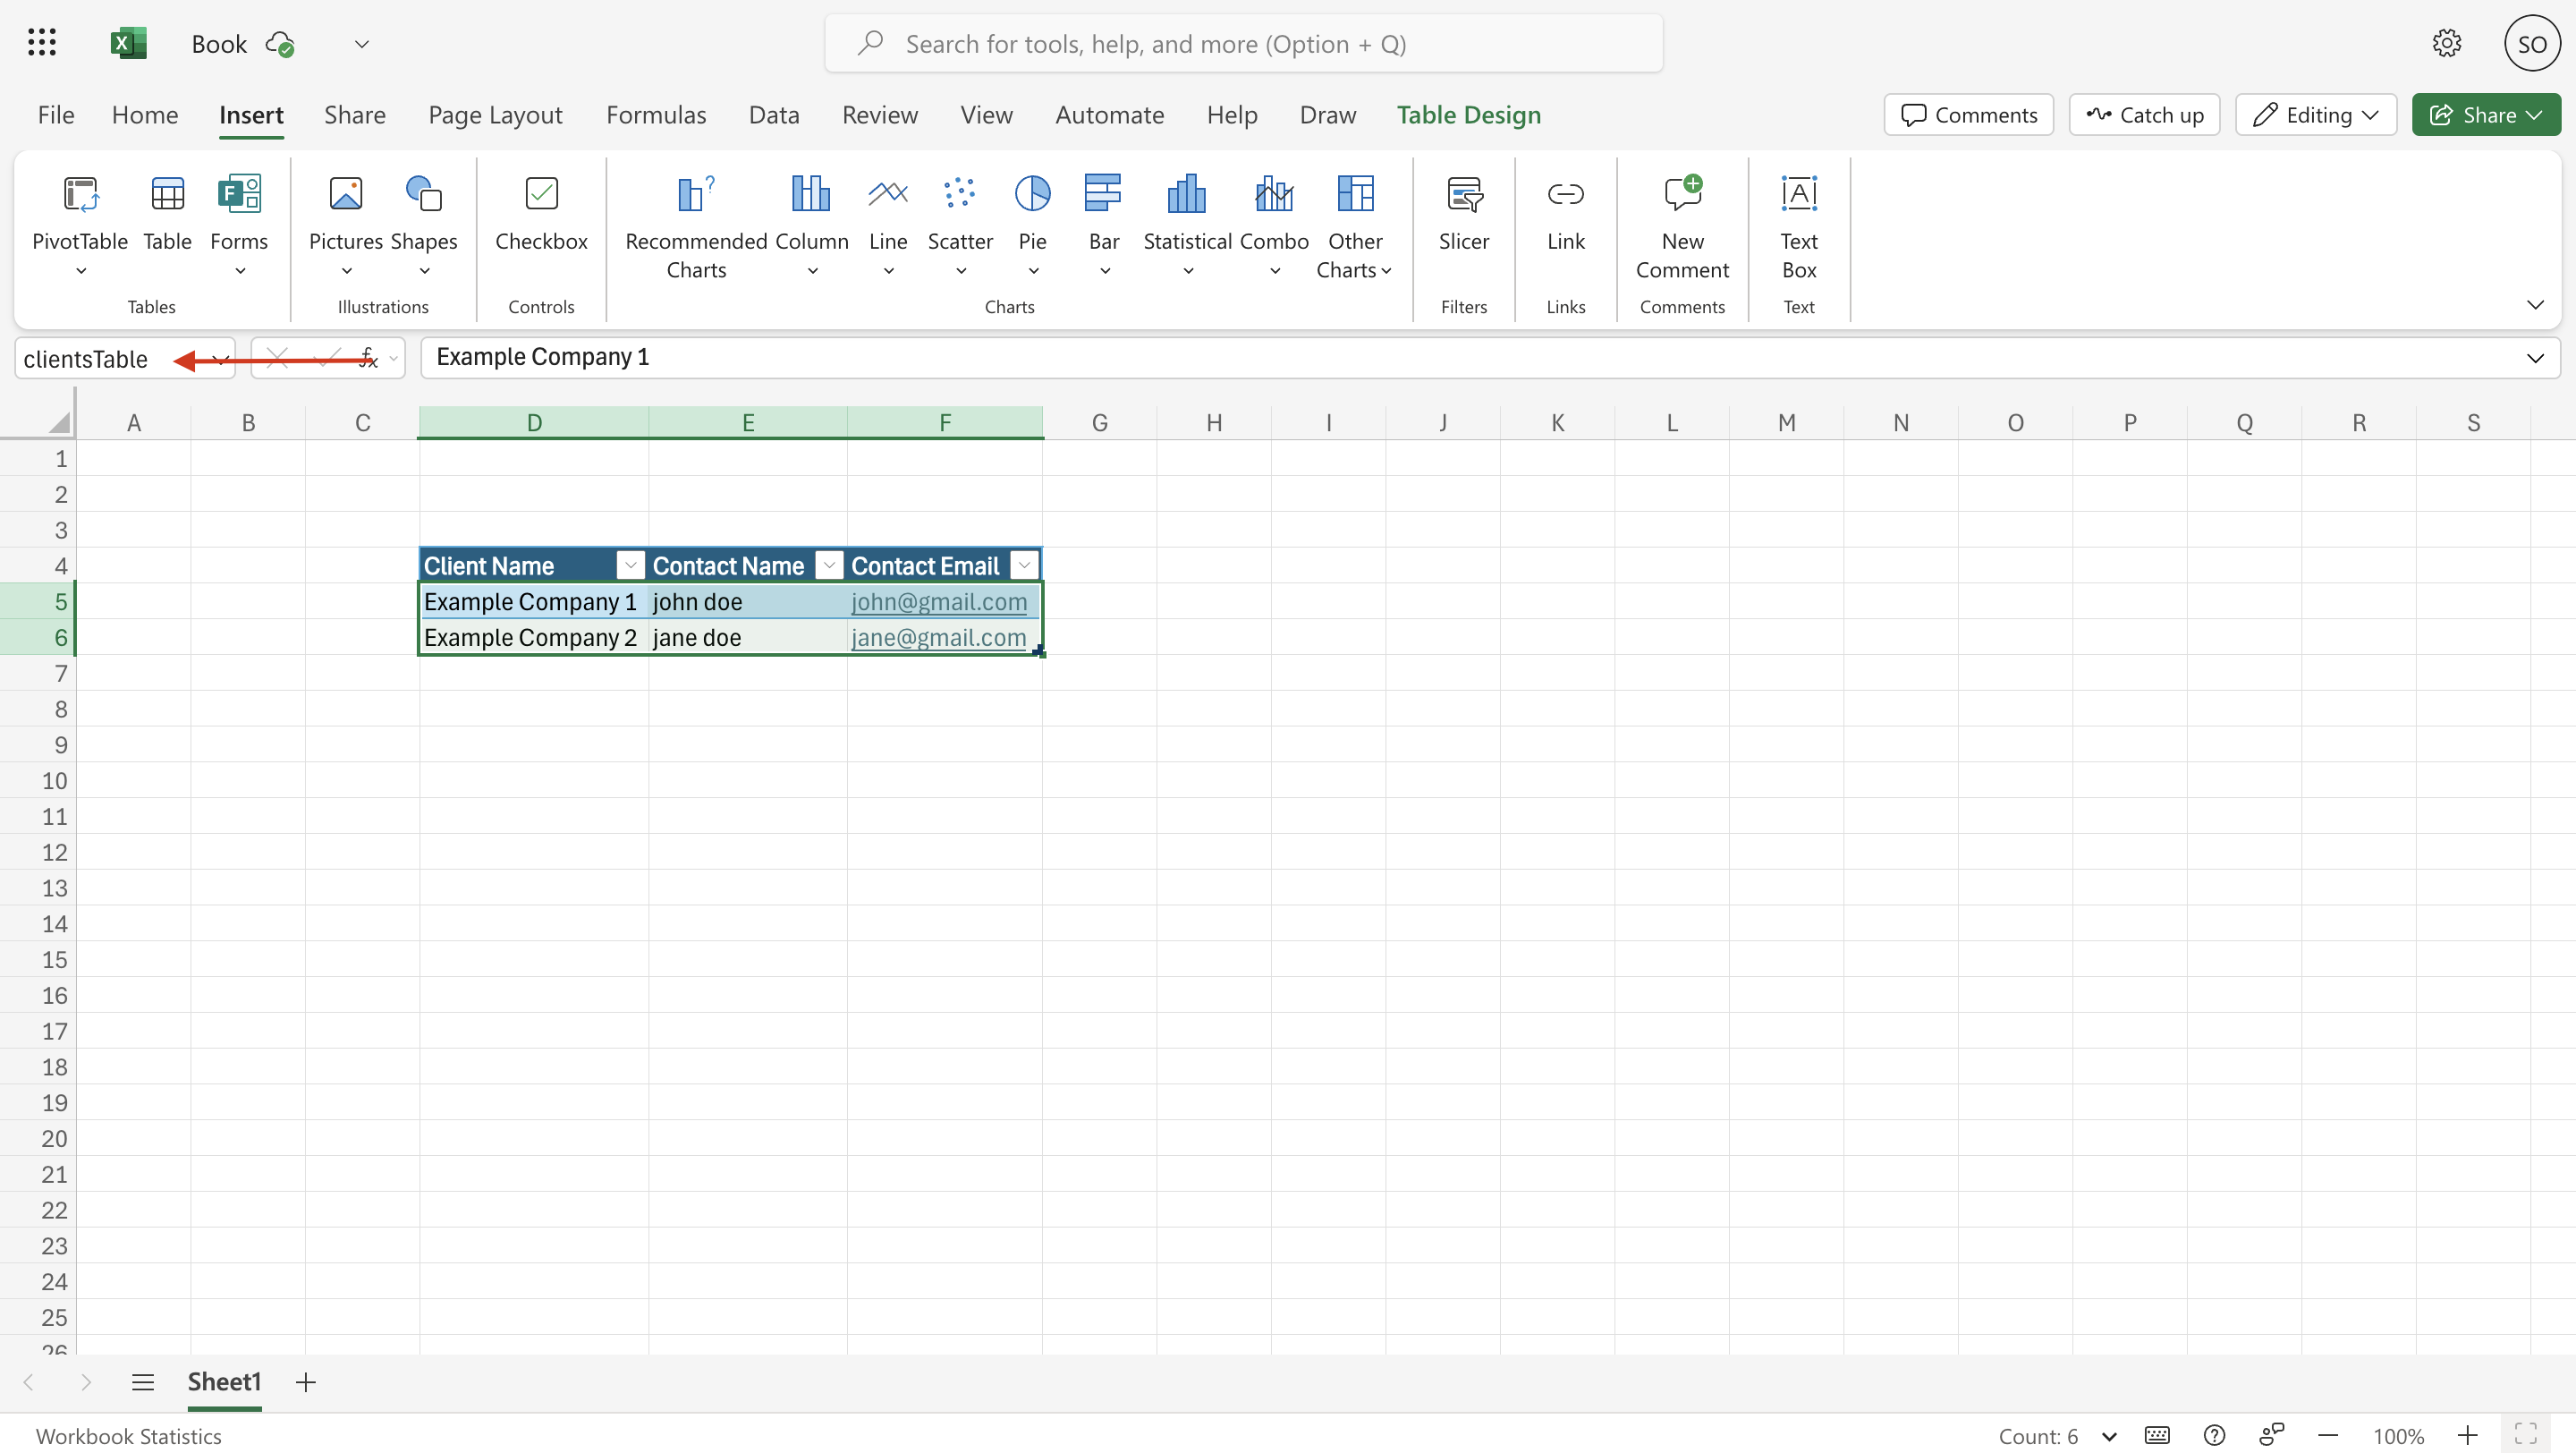 Book
Search for tools, help, and more (Option + Q)
SO
File Home Insert Share Page Layout Formulas Data Review View Automate Help Draw Table Design
Comments Catch up Editing Share
PivotTable Table Forms Pictures Shapes Checkbox Recommended Charts Column Line Scatter Pie Bar Statistical Combo Other Charts Slicer Link New Comment Text Box
Tables Illustrations Controls Charts Filters Links Comments Text
clientsTable fx Example Company 1
A B C D E F G H I J K L M N O P Q R S
1
2
3
4 Client Name Contact Name Contact Email
5 Example Company 1 john doe john@gmail.com
6 Example Company 2 jane doe jane@gmail.com
7
8
9
10
11
12
13
14
15
16
17
18
19
20
21
22
23
24
25
26
Sheet1
Workbook Statistics Count: 6 100%